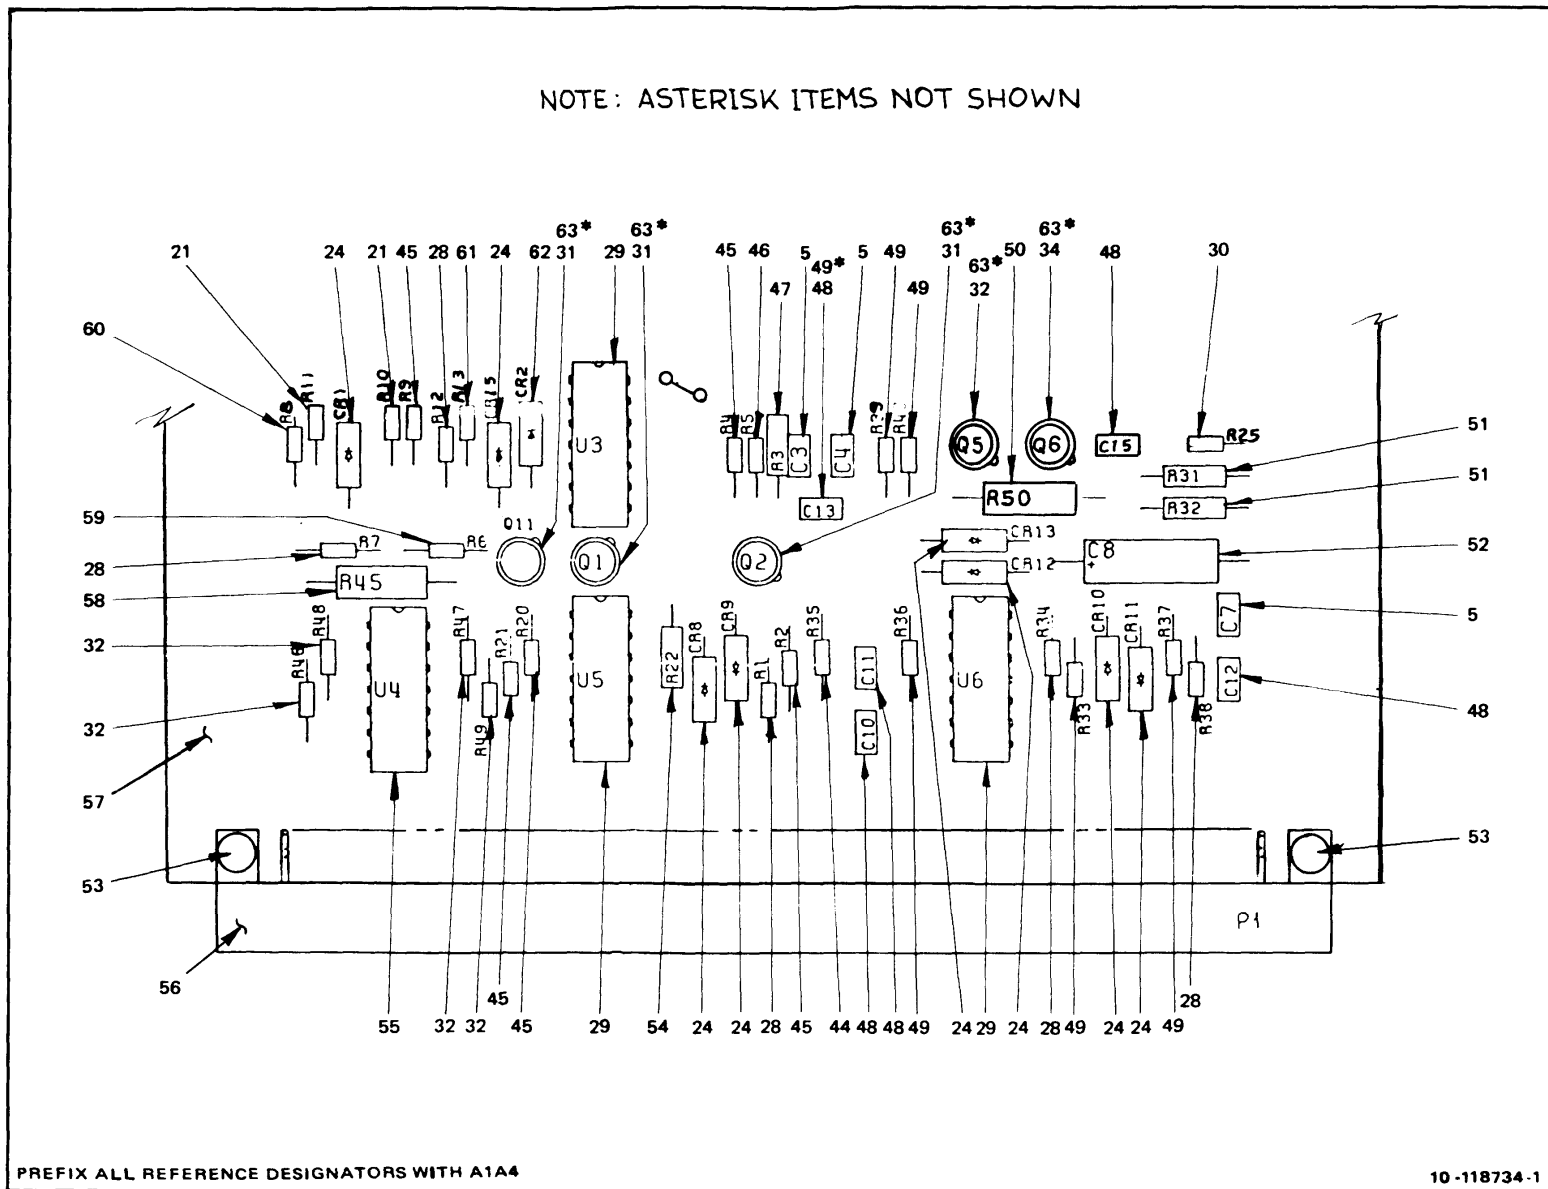 NOTE: ASTERISK ITEMS NOT SHOWN
63* 63* 63* 63*
21 24 21 45 28 61 24 62 31 29 31 45 46 5 49* 5 49 31 63* 50 34 48 30
47 48 49 32
60
R8 R11 CR1 R10 R9 R12 R13 CR15 CR2 U3 R4 R5 R3 C3 C4 R39 Q5 Q6 C15 R25
51
R31
51
R50 R32
C13
59
Q11
R7 R6 Q1 Q2 CR13 C8 + 52
28
CR12
R45
58
5
C7
R48 R47 R21 R20 CR8 CR9 R2 R35 R36 R34 CR10 CR11 R37
32
R46 U4 U5 R22 R1 C11 U6 C12
32
R49 C10 R33 R38
48
57
53
53
P1
56
45 28
55 32 32 45 29 54 24 24 28 45 44 48 48 49 24 29 24 28 49 24 24 49
PREFIX ALL REFERENCE DESIGNATORS WITH A1A4
10-118734-1